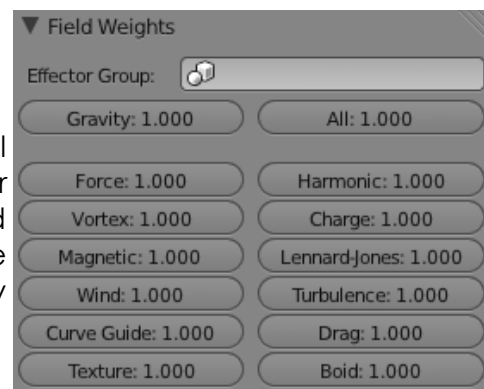 Field Weights
Effector Group:
Gravity: 1.000 All: 1.000
Force: 1.000 Harmonic: 1.000
Vortex: 1.000 Charge: 1.000
Magnetic: 1.000 Lennard-Jones: 1.000
Wind: 1.000 Turbulence: 1.000
Curve Guide: 1.000 Drag: 1.000
Texture: 1.000 Boid: 1.000